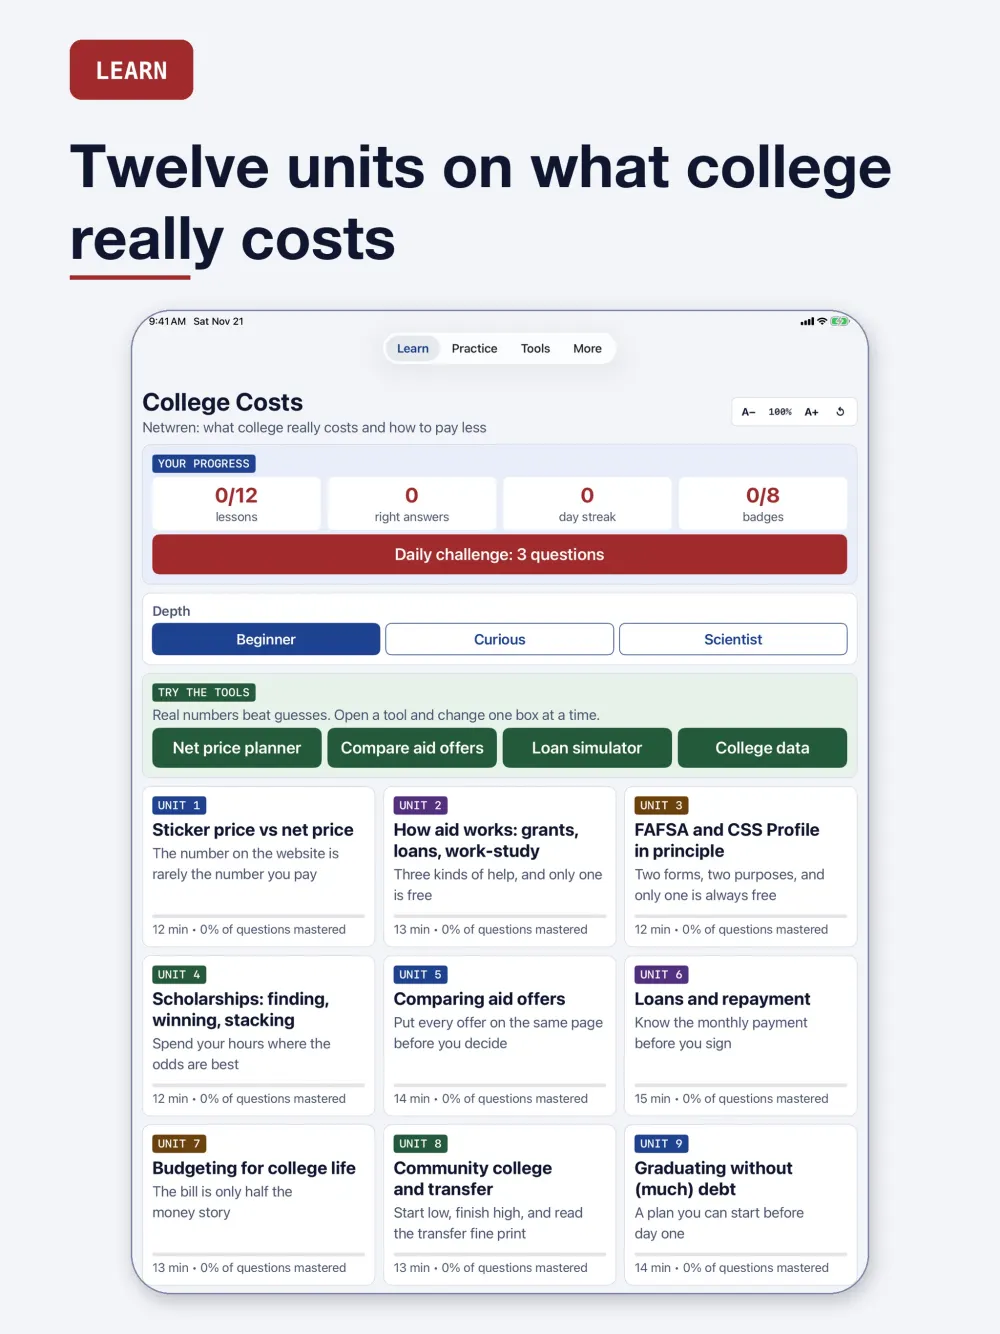 LEARN
Twelve units on what college
really costs
9:41 AM Sat Nov 21
Learn Practice Tools More
College Costs
Netwren: what college really costs and how to pay less
A− 100% A+
YOUR PROGRESS
0/12 0 0 0/8
lessons right answers day streak badges
Daily challenge: 3 questions
Depth
Beginner Curious Scientist
TRY THE TOOLS
Real numbers beat guesses. Open a tool and change one box at a time.
Net price planner Compare aid offers Loan simulator College data
UNIT 1
Sticker price vs net price
The number on the website is
rarely the number you pay
12 min • 0% of questions mastered
UNIT 2
How aid works: grants,
loans, work-study
Three kinds of help, and only one
is free
13 min • 0% of questions mastered
UNIT 3
FAFSA and CSS Profile
in principle
Two forms, two purposes, and
only one is always free
12 min • 0% of questions mastered
UNIT 4
Scholarships: finding,
winning, stacking
Spend your hours where the
odds are best
12 min • 0% of questions mastered
UNIT 5
Comparing aid offers
Put every offer on the same page
before you decide
14 min • 0% of questions mastered
UNIT 6
Loans and repayment
Know the monthly payment
before you sign
15 min • 0% of questions mastered
UNIT 7
Budgeting for college life
The bill is only half the
money story
13 min • 0% of questions mastered
UNIT 8
Community college
and transfer
Start low, finish high, and read
the transfer fine print
13 min • 0% of questions mastered
UNIT 9
Graduating without
(much) debt
A plan you can start before
day one
14 min • 0% of questions mastered